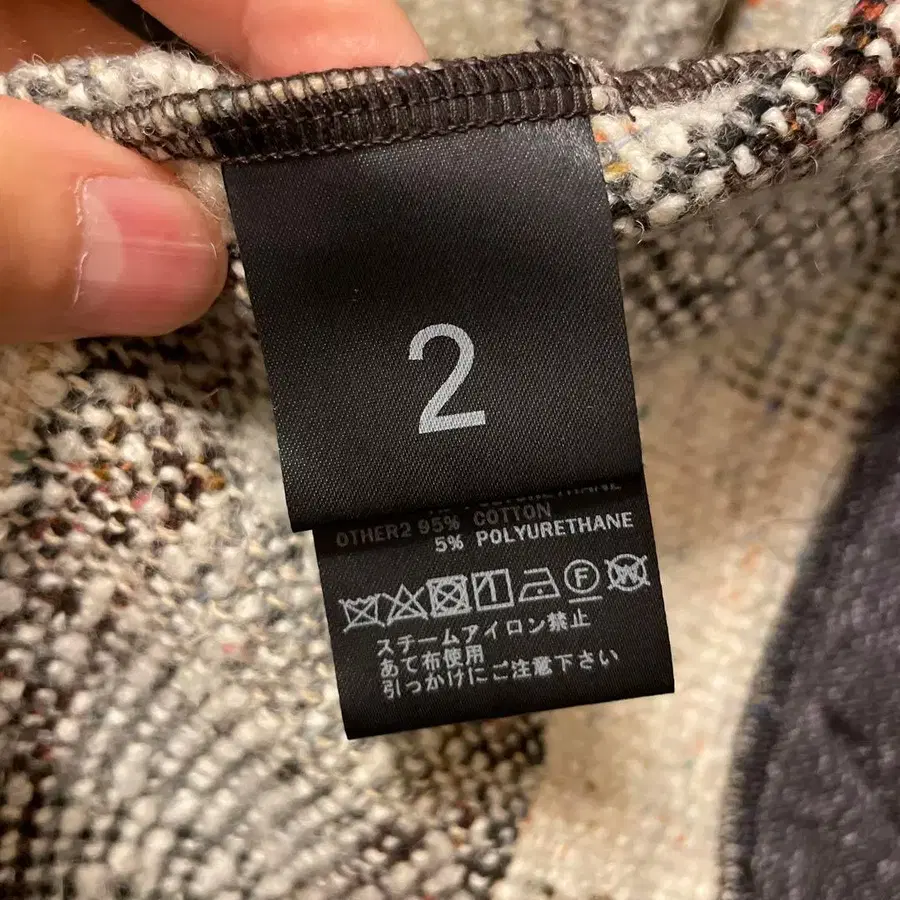 2
POLYURETHANE
OTHER2 95% COTTON
5% POLYURETHANE
スチームアイロン禁止
あて布使用
引っかけにご注意下さい